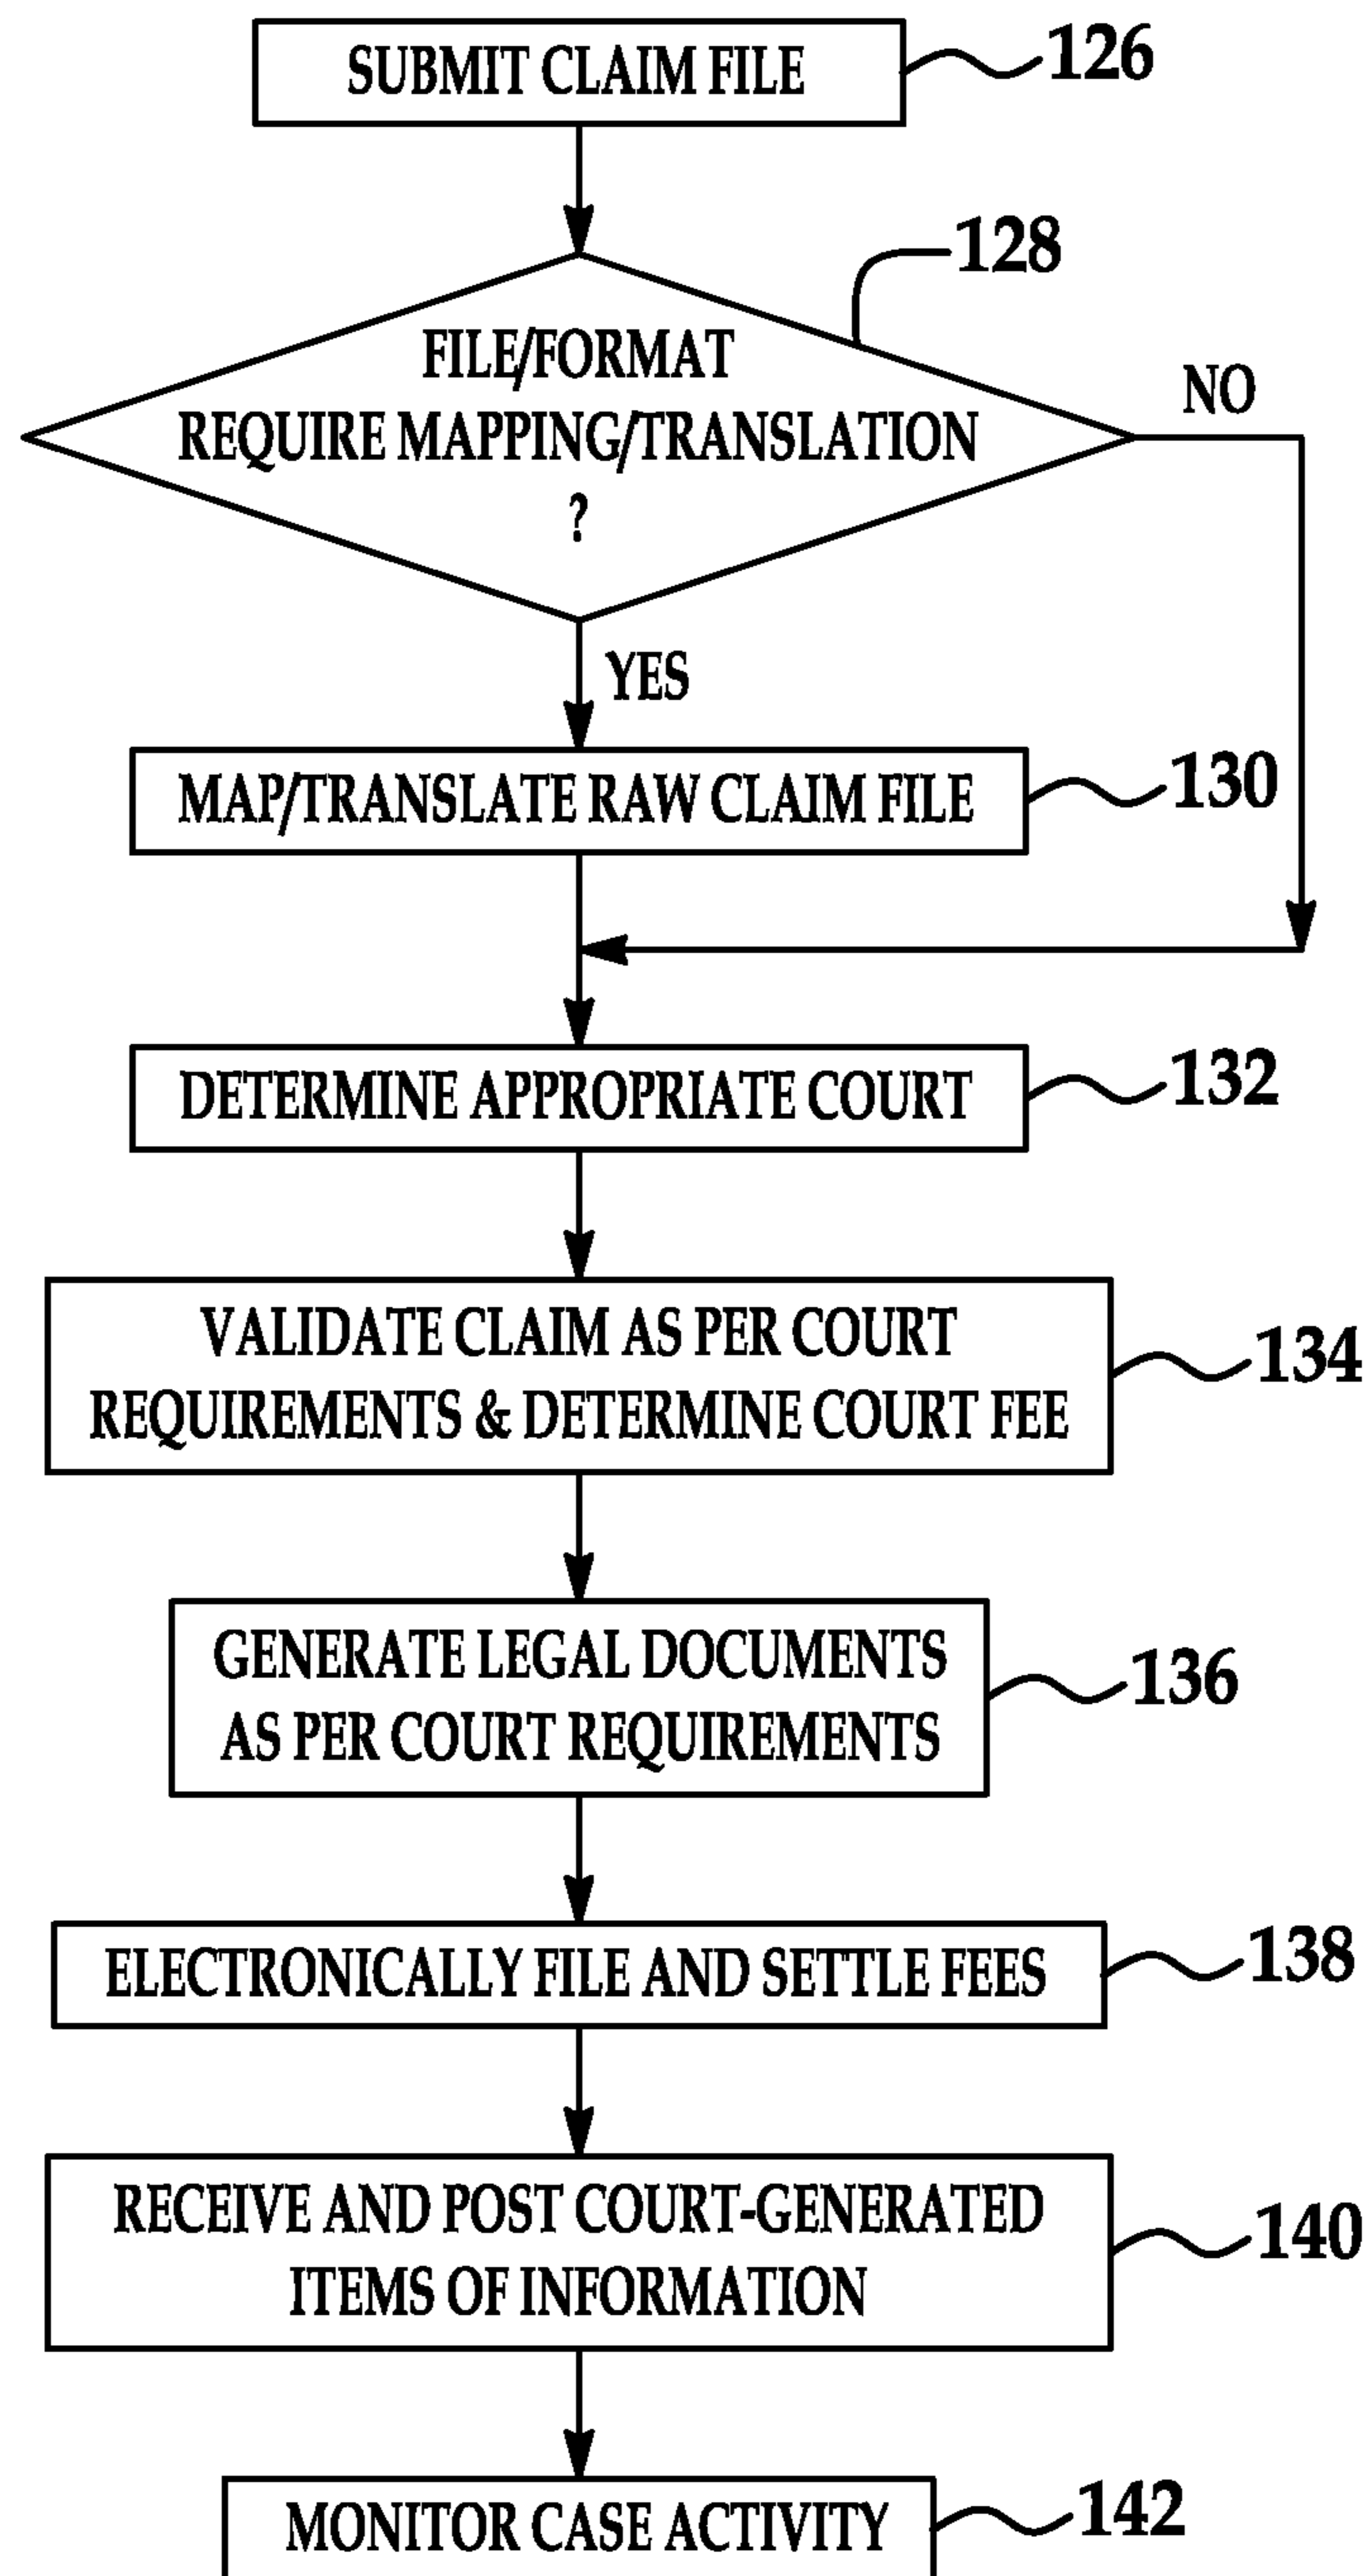 SUBMIT CLAIM FILE
126
128
FILE/FORMAT
REQUIRE MAPPING/TRANSLATION
?
NO
YES
MAP/TRANSLATE RAW CLAIM FILE
130
DETERMINE APPROPRIATE COURT
132
VALIDATE CLAIM AS PER COURT
REQUIREMENTS & DETERMINE COURT FEE
134
GENERATE LEGAL DOCUMENTS
AS PER COURT REQUIREMENTS
136
ELECTRONICALLY FILE AND SETTLE FEES
138
RECEIVE AND POST COURT-GENERATED
ITEMS OF INFORMATION
140
MONITOR CASE ACTIVITY
142